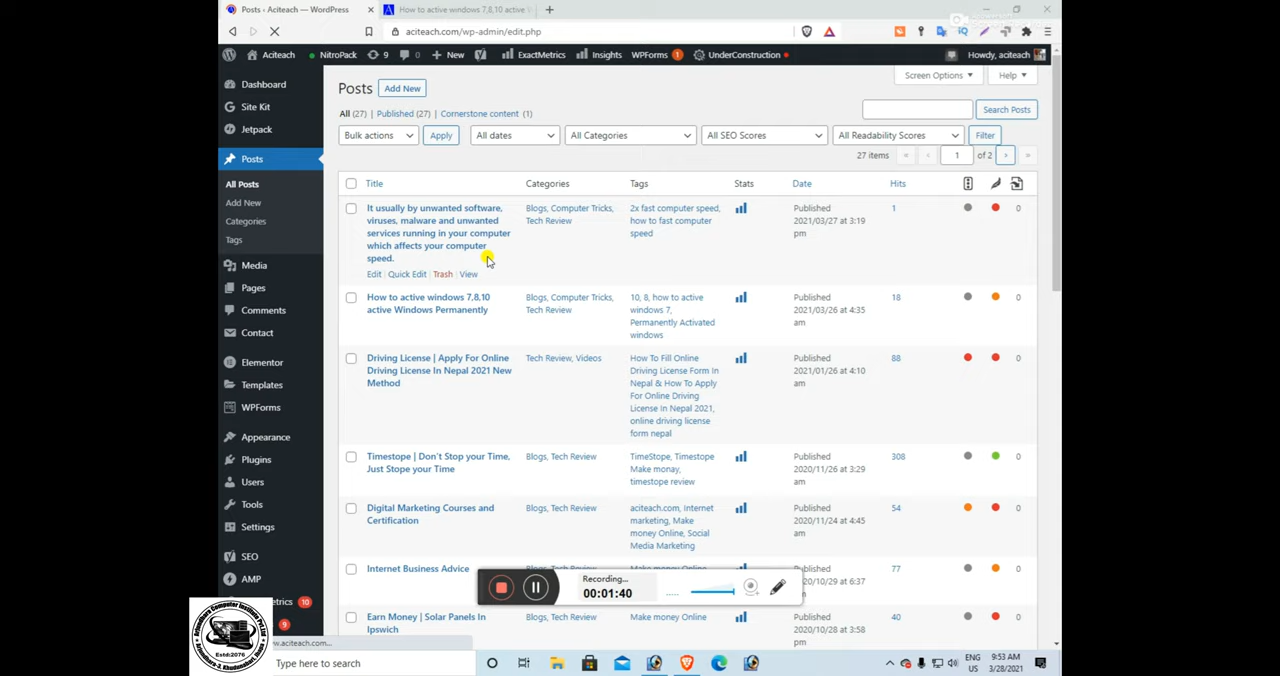 Posts ‹ Aciteach — WordPress
How to active windows 7,8,10 active W
aciteach.com/wp-admin/edit.php
Aciteach NitroPack 9 0 New ExactMetrics Insights WPForms 1 UnderConstruction Howdy, aciteach
Dashboard
Site Kit
Jetpack
Posts
All Posts
Add New
Categories
Tags
Media
Pages
Comments
Contact
Elementor
Templates
WPForms
Appearance
Plugins
Users
Tools
Settings
SEO
AMP
etrics 10
9
Screen Options Help
Posts Add New
All (27) | Published (27) | Cornerstone content (1)
Search Posts
Bulk actions Apply All dates All Categories All SEO Scores All Readability Scores Filter
27 items « ‹ 1 of 2 › »
Title Categories Tags Stats Date Hits
It usually by unwanted software,
viruses, malware and unwanted
services running in your computer
which affects your computer
speed.
Edit | Quick Edit | Trash | View
Blogs, Computer Tricks,
Tech Review
2x fast computer speed,
how to fast computer
speed
Published
2021/03/27 at 3:19
pm
1
0
How to active windows 7,8,10
active Windows Permanently
Blogs, Computer Tricks,
Tech Review
10, 8, how to active
windows 7,
Permanently Activated
windows
Published
2021/03/26 at 4:35
am
18
0
Driving License | Apply For Online
Driving License In Nepal 2021 New
Method
Tech Review, Videos
How To Fill Online
Driving License Form In
Nepal & How To Apply
For Online Driving
License In Nepal 2021,
online driving license
form nepal
Published
2021/01/26 at 4:10
am
88
0
Timestope | Don't Stop your Time,
Just Stope your Time
Blogs, Tech Review
TimeStope, Timestope
Make monay,
timestope review
Published
2020/11/26 at 3:29
am
308
0
Digital Marketing Courses and
Certification
Blogs, Tech Review
aciteach.com, internet
marketing, Make
money Online, Social
Media Marketing
Published
2020/11/24 at 4:45
am
54
0
Internet Business Advice
Blogs, Tech Review
Make money Online
Published
2020/10/29 at 6:37
77
0
Earn Money | Solar Panels In
Ipswich
Blogs, Tech Review
Make money Online
Published
2020/10/28 at 3:58
pm
40
0
Recording...
00:01:40
Estd:2076
www.aciteach.com...
Type here to search
ENG
US
9:53 AM
3/28/2021